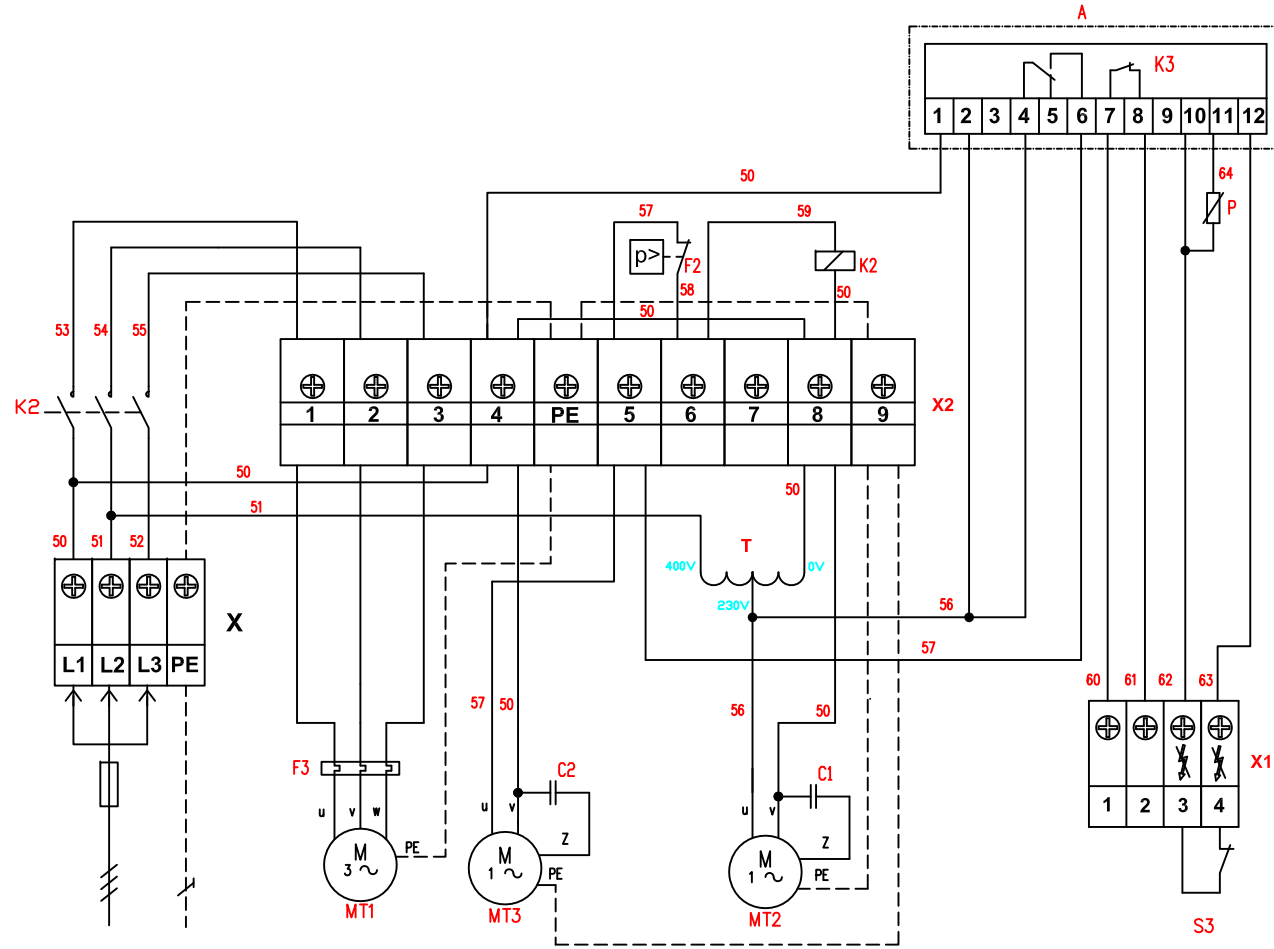 A
K3
1 2 3 4 5 6 7 8 9 10 11 12
50
64
P
57
59
p>
F2
K2
58
50
50
53 54 55
K2
1 2 3 4 PE 5 6 7 8 9
X2
50
50
51
50 51 52
T
400V
0V
230V
56
X
57
L1 L2 L3 PE
60 61 62 63
57 50
56
50
X1
F3
C2
C1
1 2 3 4
u v w
u v
u v
Z
Z
PE
PE
PE
M
3 ~
M
1 ~
M
1 ~
MT1
MT3
MT2
S3